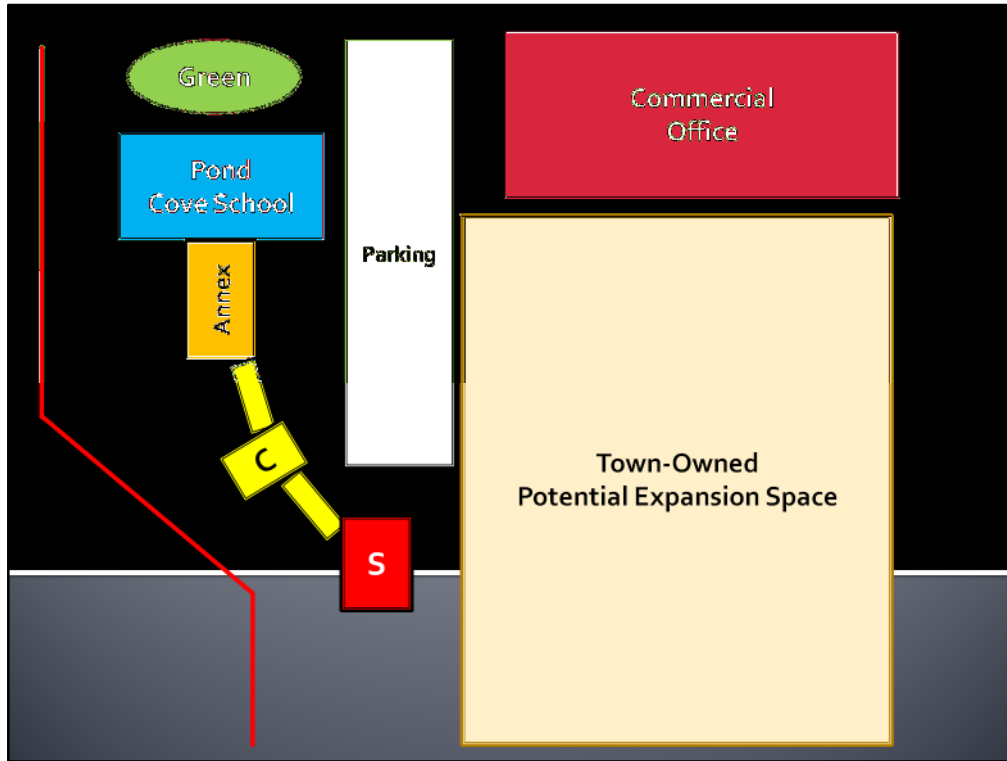 Green
Commercial
Office
Pond
Cove School
Parking
Annex
C
Town-Owned
Potential Expansion Space
S